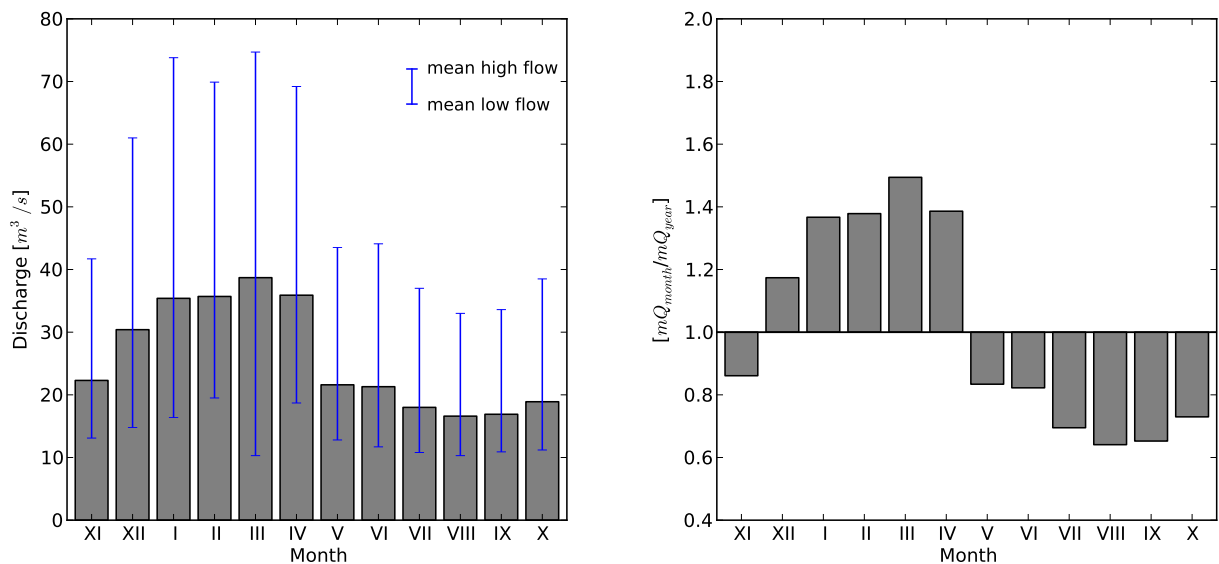 80
70
60
50
40
30
20
10
0
Discharge [m³/s]
mean high flow
mean low flow
XI XII I II III IV V VI VII VIII IX X
Month
2.0
1.8
1.6
1.4
1.2
1.0
0.8
0.6
0.4
[mQ_month/mQ_year]
XI XII I II III IV V VI VII VIII IX X
Month